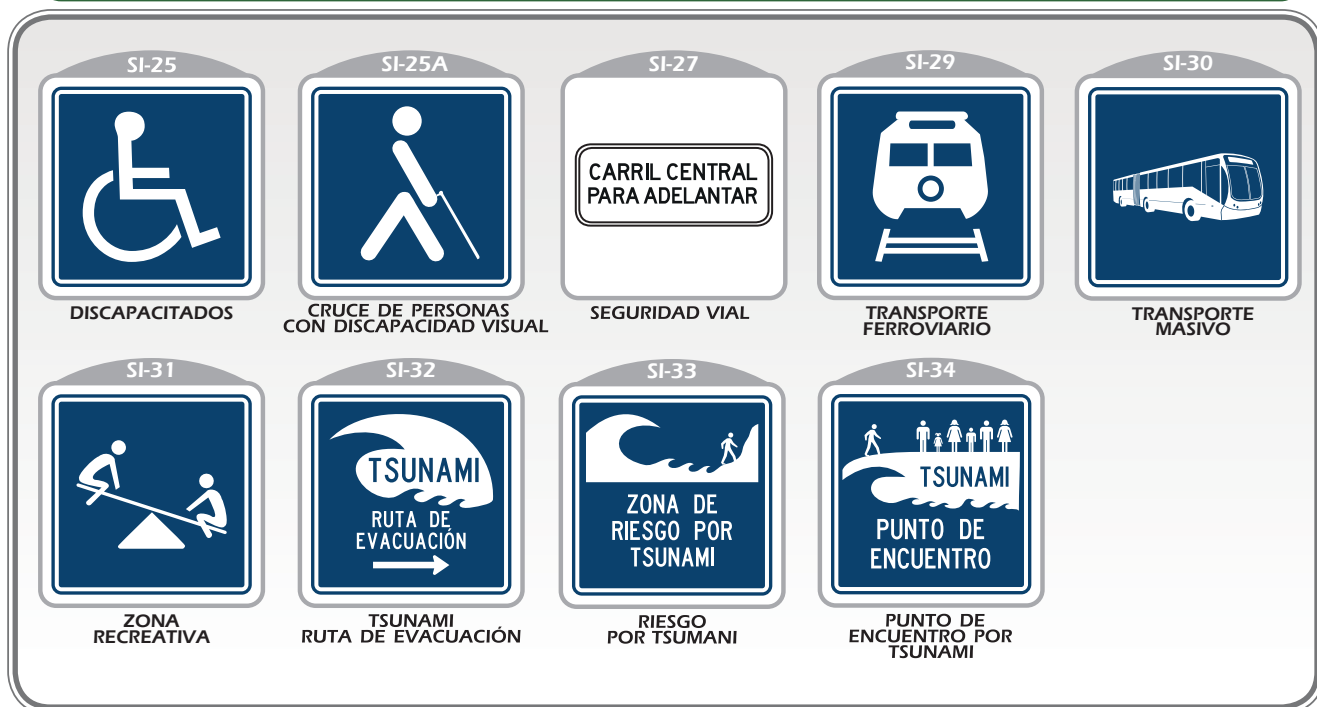 SI-25
SI-25A
SI-27
SI-29
SI-30
CARRIL CENTRAL
PARA ADELANTAR
DISCAPACITADOS
CRUCE DE PERSONAS
CON DISCAPACIDAD VISUAL
SEGURIDAD VIAL
TRANSPORTE
FERROVIARIO
TRANSPORTE
MASIVO
SI-31
SI-32
SI-33
SI-34
TSUNAMI
RUTA DE
EVACUACIÓN
ZONA DE
RIESGO POR
TSUNAMI
TSUNAMI
PUNTO DE
ENCUENTRO
ZONA
RECREATIVA
TSUNAMI
RUTA DE EVACUACIÓN
RIESGO
POR TSUMANI
PUNTO DE
ENCUENTRO POR
TSUNAMI